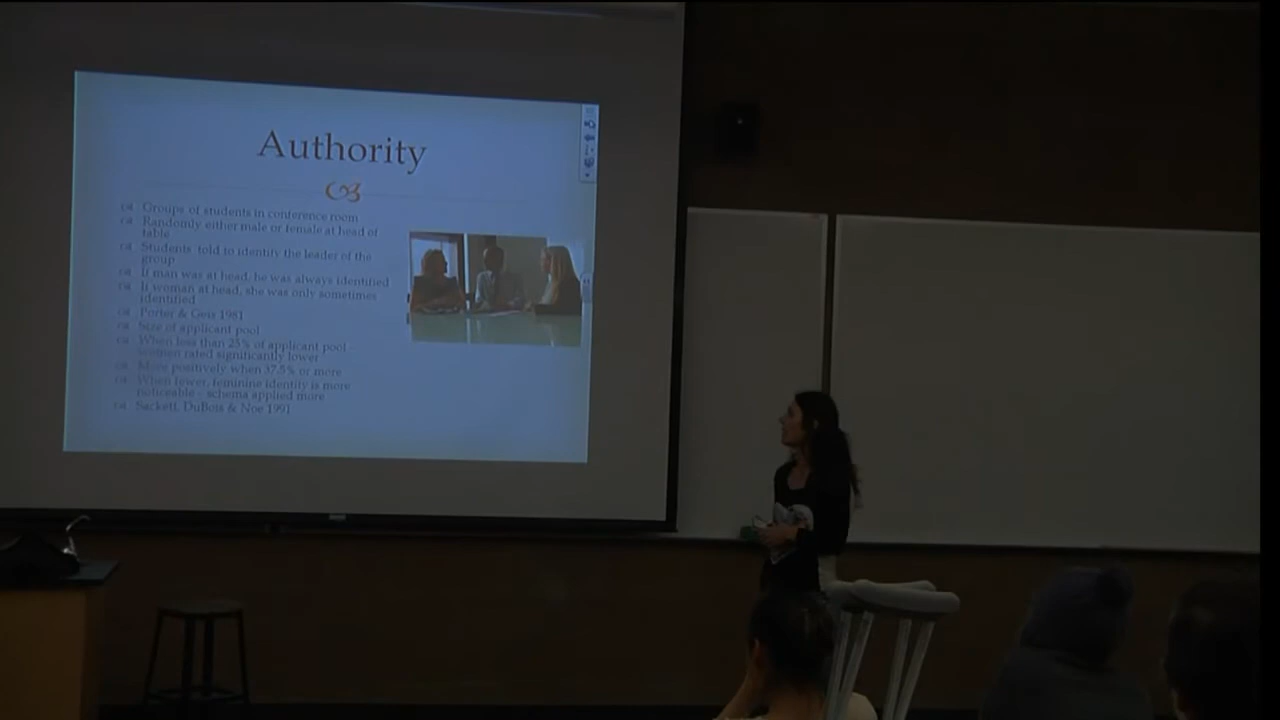 Authority
Groups of students in conference room
Randomly either male or female at head of
table
Students told to identify the leader of the
group
If man was at head, he was always identified
If woman at head, she was only sometimes
identified
Porter & Geis 1981
Size of applicant pool
When less than 25% of applicant pool -
women rated significantly lower
More positively when 37.5% or more
When fewer, feminine identity is more
noticeable - schema applied more
Sackett, DuBois & Noe 1991